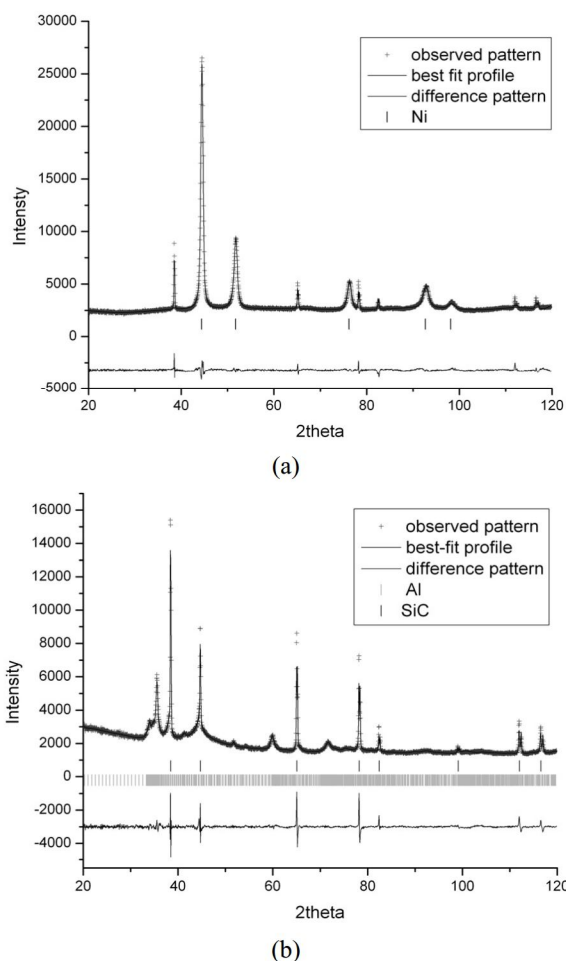 30000
25000
20000
15000
10000
5000
0
-5000
Intensty
observed pattern
best fit profile
difference pattern
Ni
20 40 60 80 100 120
2theta
(a)
16000
14000
12000
10000
8000
6000
4000
2000
0
-2000
-4000
Intensity
observed pattern
best-fit profile
difference pattern
Al
SiC
20 40 60 80 100 120
2theta
(b)